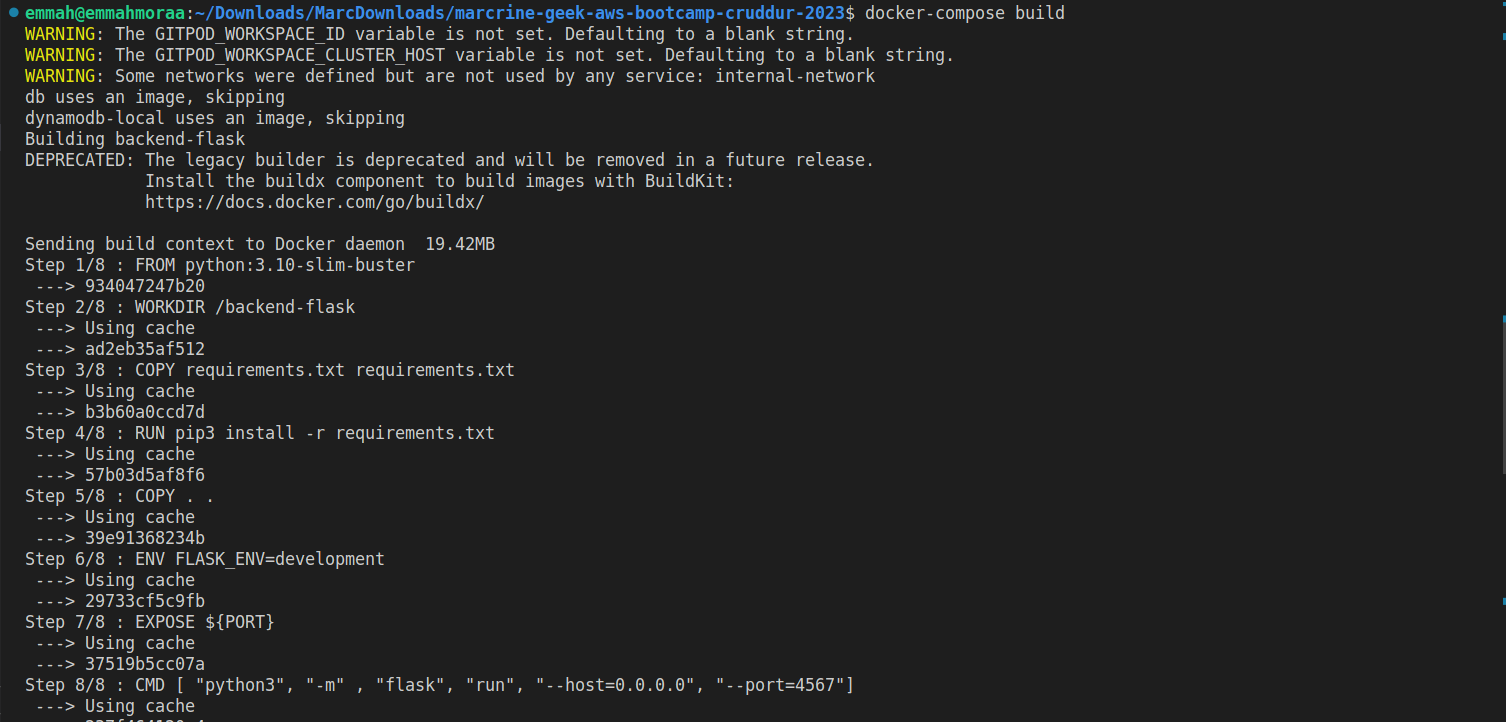 emmah@emmahmoraa:~/Downloads/MarcDownloads/marcrine-geek-aws-bootcamp-cruddur-2023$ docker-compose build
WARNING: The GITPOD_WORKSPACE_ID variable is not set. Defaulting to a blank string.
WARNING: The GITPOD_WORKSPACE_CLUSTER_HOST variable is not set. Defaulting to a blank string.
WARNING: Some networks were defined but are not used by any service: internal-network
db uses an image, skipping
dynamodb-local uses an image, skipping
Building backend-flask
DEPRECATED: The legacy builder is deprecated and will be removed in a future release.
            Install the buildx component to build images with BuildKit:
            https://docs.docker.com/go/buildx/

Sending build context to Docker daemon  19.42MB
Step 1/8 : FROM python:3.10-slim-buster
 ---> 934047247b20
Step 2/8 : WORKDIR /backend-flask
 ---> Using cache
 ---> ad2eb35af512
Step 3/8 : COPY requirements.txt requirements.txt
 ---> Using cache
 ---> b3b60a0ccd7d
Step 4/8 : RUN pip3 install -r requirements.txt
 ---> Using cache
 ---> 57b03d5af8f6
Step 5/8 : COPY . .
 ---> Using cache
 ---> 39e91368234b
Step 6/8 : ENV FLASK_ENV=development
 ---> Using cache
 ---> 29733cf5c9fb
Step 7/8 : EXPOSE ${PORT}
 ---> Using cache
 ---> 37519b5cc07a
Step 8/8 : CMD [ "python3", "-m" , "flask", "run", "--host=0.0.0.0", "--port=4567"]
 ---> Using cache